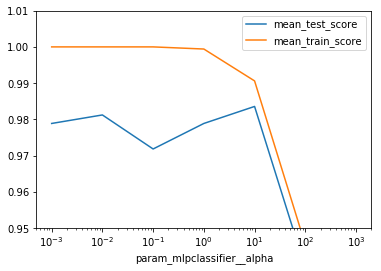 1.01
1.00
0.99
0.98
0.97
0.96
0.95
mean_test_score
mean_train_score
10⁻³ 10⁻² 10⁻¹ 10⁰ 10¹ 10² 10³
param_mlpclassifier__alpha